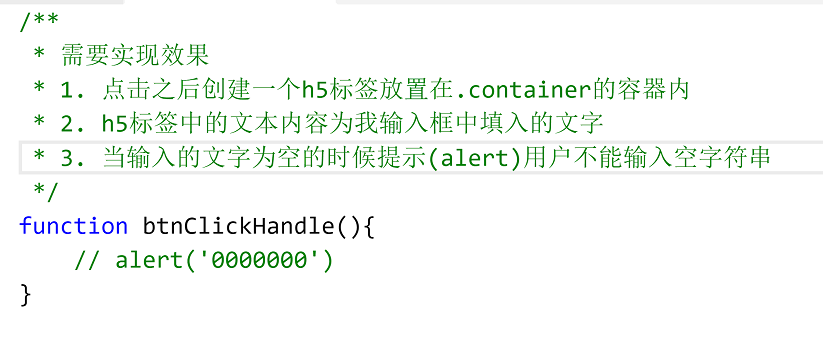 /**
* 需要实现效果
* 1. 点击之后创建一个h5标签放置在.container的容器内
* 2. h5标签中的文本内容为我输入框中填入的文字
* 3. 当输入的文字为空的时候提示(alert)用户不能输入空字符串
*/
function btnClickHandle(){
// alert('0000000')
}